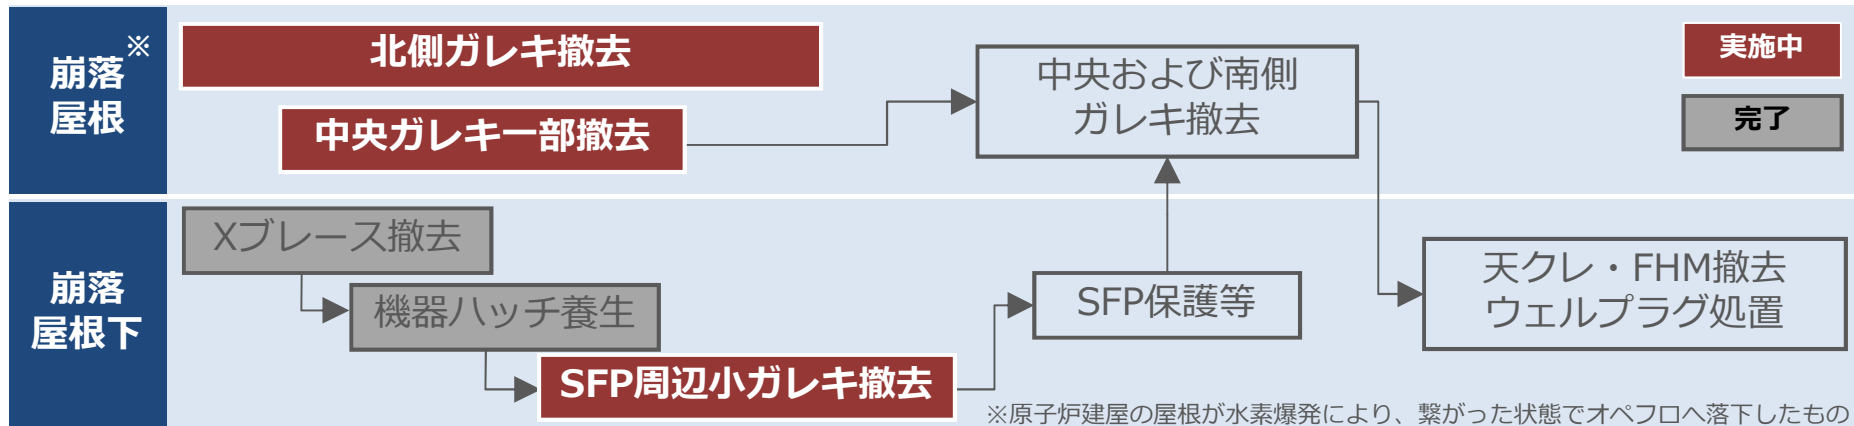 崩落※
屋根
北側ガレキ撤去
中央ガレキ一部撤去
中央および南側
ガレキ撤去
実施中
完了
崩落
屋根下
Xブレース撤去
機器ハッチ養生
SFP周辺小ガレキ撤去
SFP保護等
天クレ・FHM撤去
ウェルプラグ処置
※原子炉建屋の屋根が水素爆発により、繋がった状態でオペフロへ落下したもの